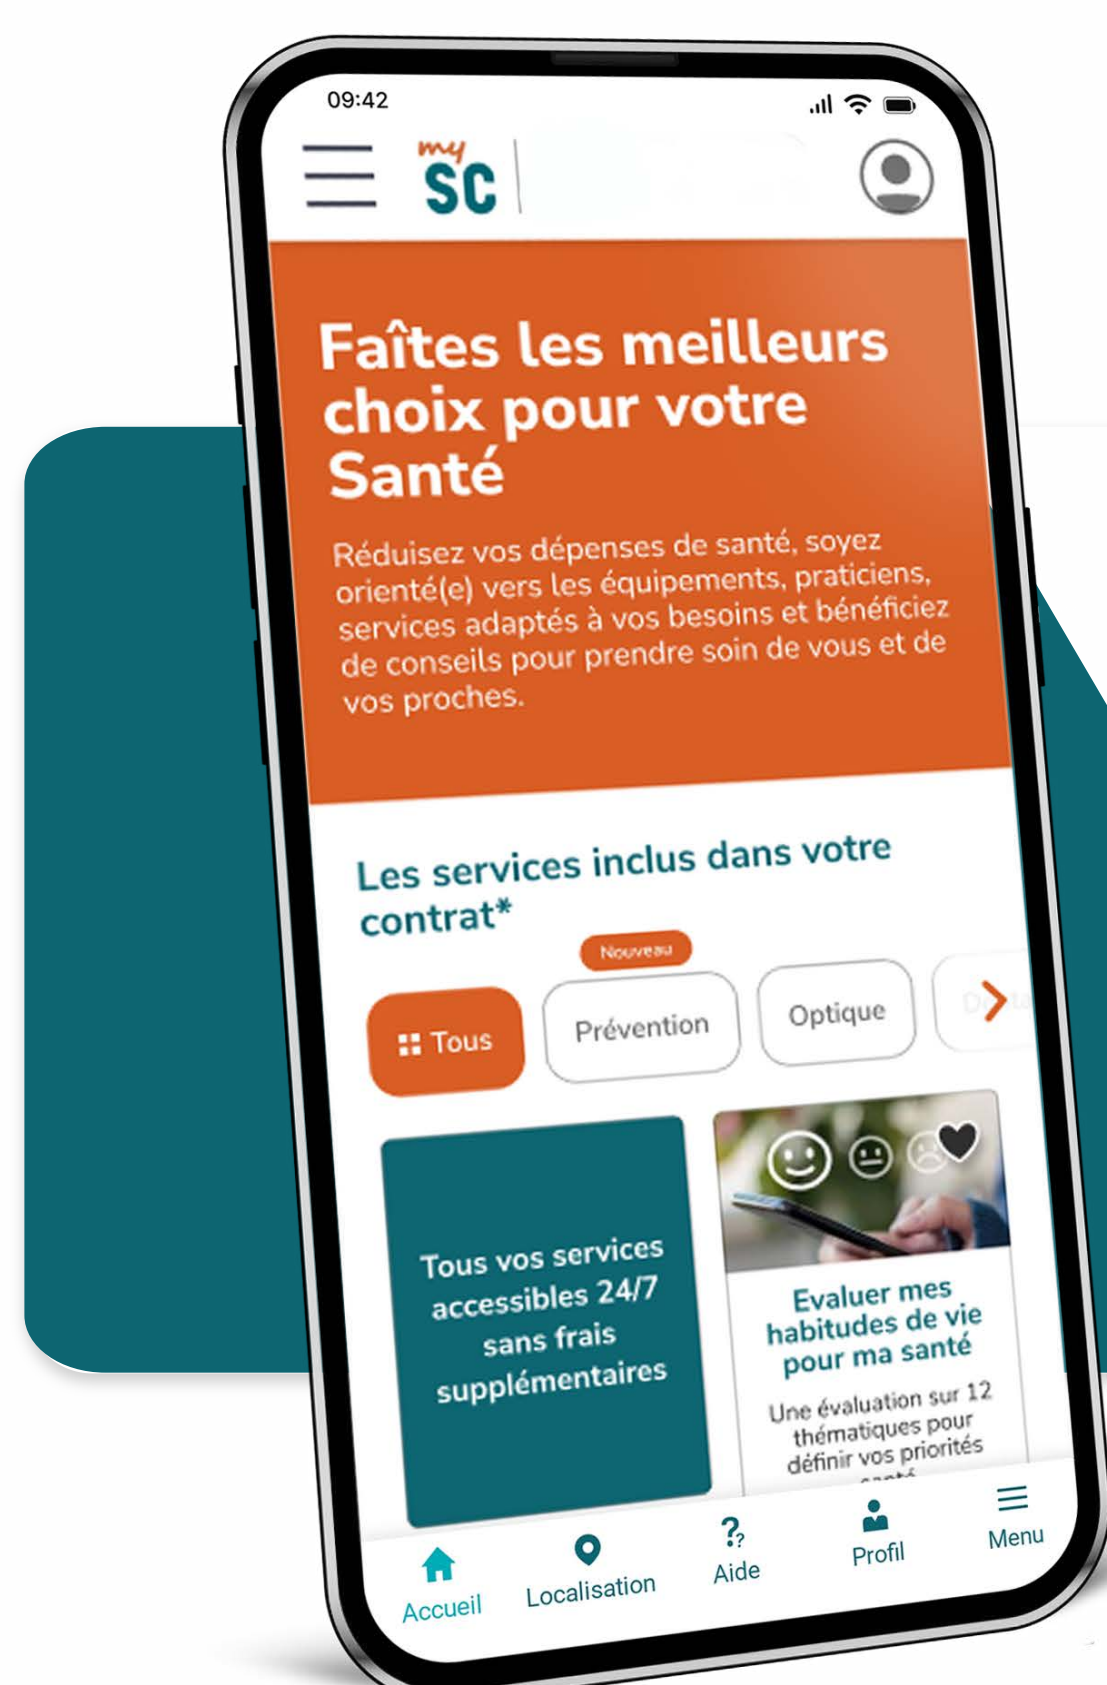 09:42
my
SC
Faîtes les meilleurs
choix pour votre
Santé
Réduisez vos dépenses de santé, soyez
orienté(e) vers les équipements, praticiens,
services adaptés à vos besoins et bénéficiez
de conseils pour prendre soin de vous et de
vos proches.
Les services inclus dans votre
contrat*
Nouveau
Tous
Prévention
Optique
Tous vos services
accessibles 24/7
sans frais
supplémentaires
Evaluer mes
habitudes de vie
pour ma santé
Une évaluation sur 12
thématiques pour
définir vos priorités
santé
Accueil
Localisation
??
Aide
Profil
Menu